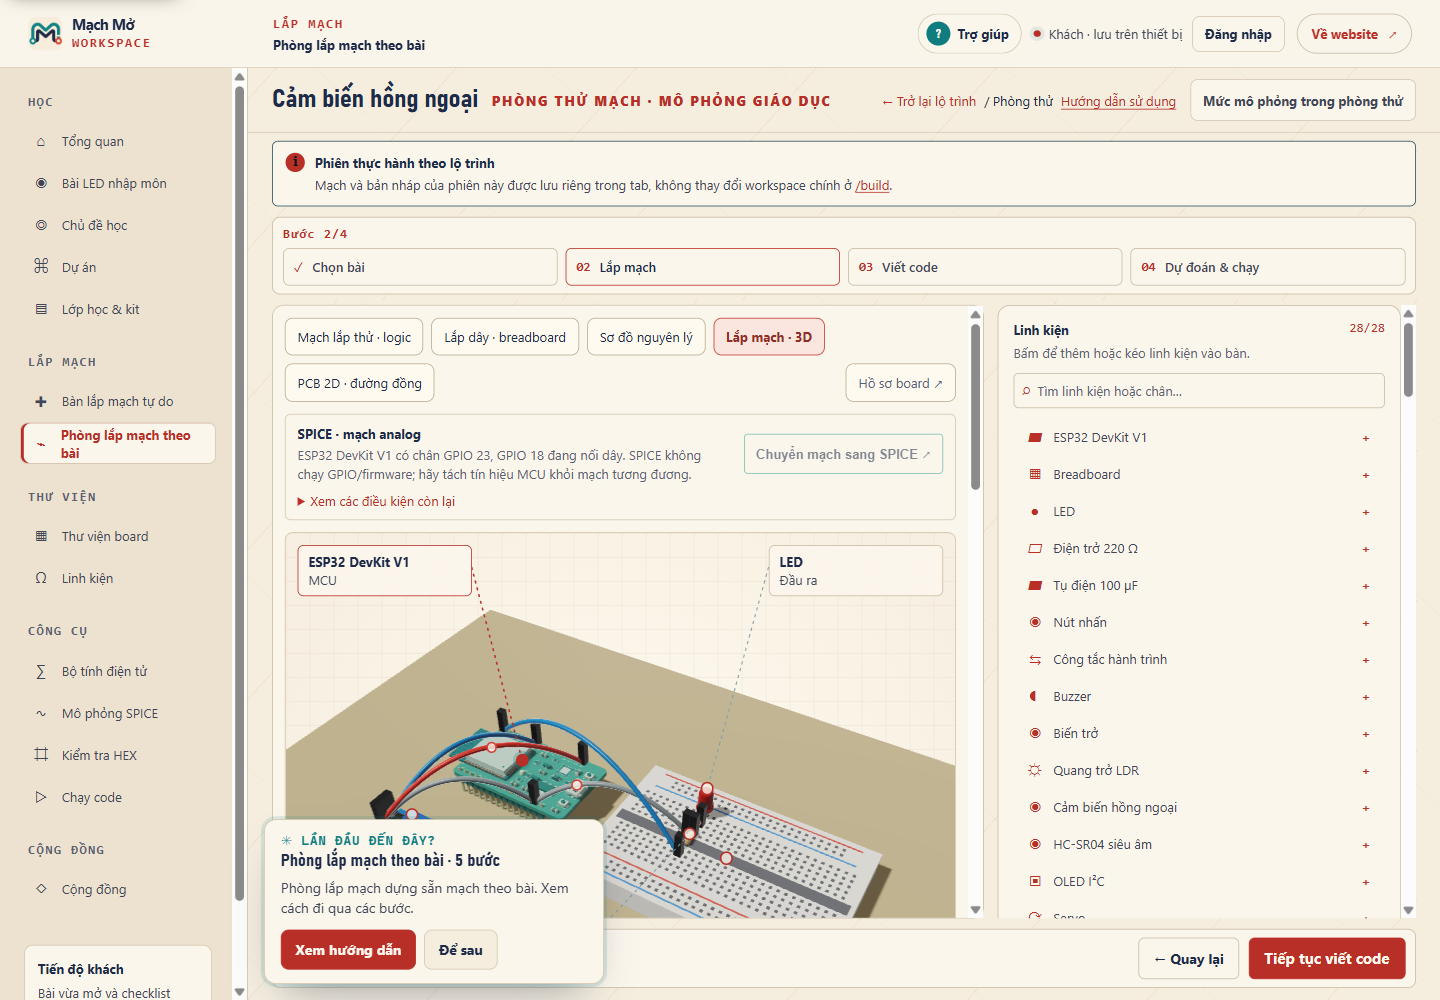 Mạch Mở
WORKSPACE
LẮP MẠCH
Phòng lắp mạch theo bài
? Trợ giúp
Khách · lưu trên thiết bị
Đăng nhập
Về website ↗
HỌC
Tổng quan
Bài LED nhập môn
Chủ đề học
Dự án
Lớp học & kit
LẮP MẠCH
Bàn lắp mạch tự do
Phòng lắp mạch theo
bài
THƯ VIỆN
Thư viện board
Linh kiện
CÔNG CỤ
Bộ tính điện tử
Mô phỏng SPICE
Kiểm tra HEX
Chạy code
CỘNG ĐỒNG
Cộng đồng
Tiến độ khách
Bài vừa mở và checklist
Cảm biến hồng ngoại
PHÒNG THỬ MẠCH · MÔ PHỎNG GIÁO DỤC
← Trở lại lộ trình / Phòng thử Hướng dẫn sử dụng
Mức mô phỏng trong phòng thử
Phiên thực hành theo lộ trình
Mạch và bản nháp của phiên này được lưu riêng trong tab, không thay đổi workspace chính ở /build.
Bước 2/4
✓ Chọn bài
02 Lắp mạch
03 Viết code
04 Dự đoán & chạy
Mạch lắp thử · logic
Lắp dây · breadboard
Sơ đồ nguyên lý
Lắp mạch · 3D
PCB 2D · đường đồng
Hồ sơ board ↗
SPICE · mạch analog
ESP32 DevKit V1 có chân GPIO 23, GPIO 18 đang nối dây. SPICE không
chạy GPIO/firmware; hãy tách tín hiệu MCU khỏi mạch tương đương.
▶ Xem các điều kiện còn lại
Chuyển mạch sang SPICE ↗
ESP32 DevKit V1
MCU
LED
Đầu ra
LẦN ĐẦU ĐẾN ĐÂY?
Phòng lắp mạch theo bài · 5 bước
Phòng lắp mạch dựng sẵn mạch theo bài. Xem
cách đi qua các bước.
Xem hướng dẫn
Để sau
Linh kiện
28/28
Bấm để thêm hoặc kéo linh kiện vào bàn.
Tìm linh kiện hoặc chân...
ESP32 DevKit V1 +
Breadboard +
LED +
Điện trở 220 Ω +
Tụ điện 100 µF +
Nút nhấn +
Công tắc hành trình +
Buzzer +
Biến trở +
Quang trở LDR +
Cảm biến hồng ngoại +
HC-SR04 siêu âm +
OLED I²C +
Servo
← Quay lại
Tiếp tục viết code